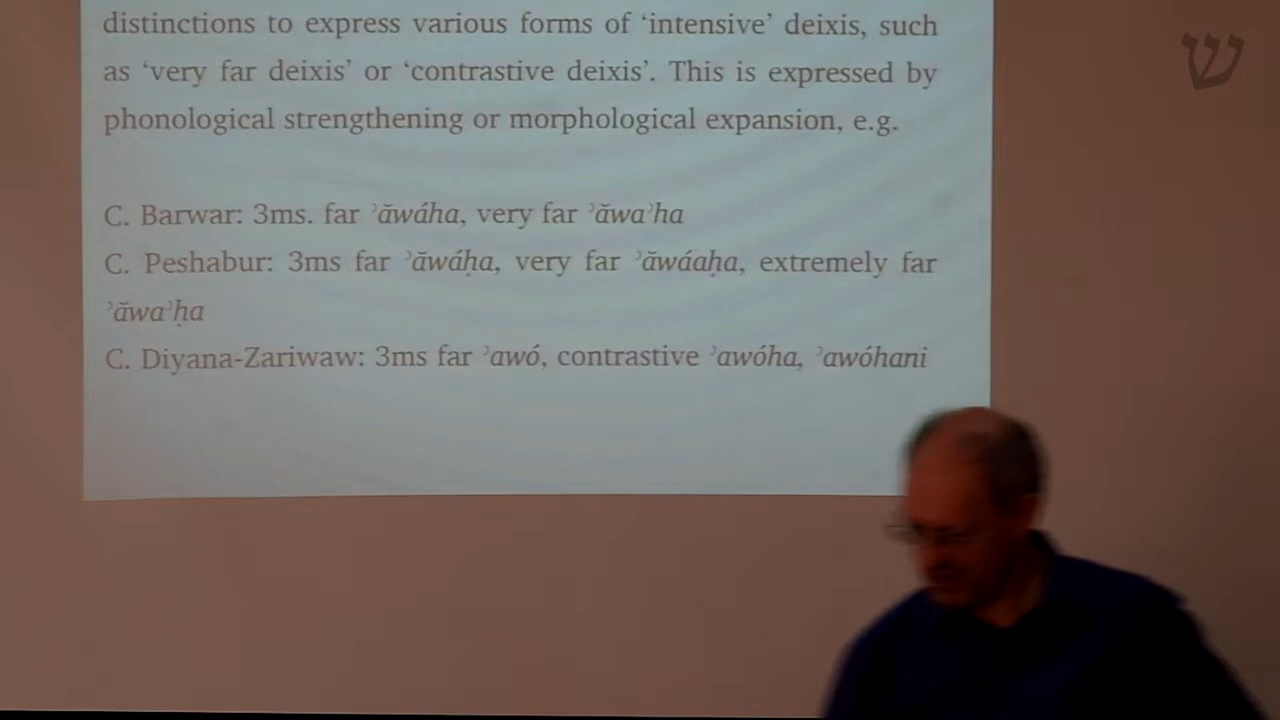 distinctions to express various forms of ‘intensive’ deixis, such
as ‘very far deixis’ or ‘contrastive deixis’. This is expressed by
phonological strengthening or morphological expansion, e.g.
C. Barwar: 3ms. far ʾăwáha, very far ʾăwaʾha
C. Peshabur: 3ms far ʾăwáḥa, very far ʾăwáaḥa, extremely far
ʾăwaʾḥa
C. Diyana-Zariwaw: 3ms far ʾawó, contrastive ʾawóha, ʾawóhani
ש